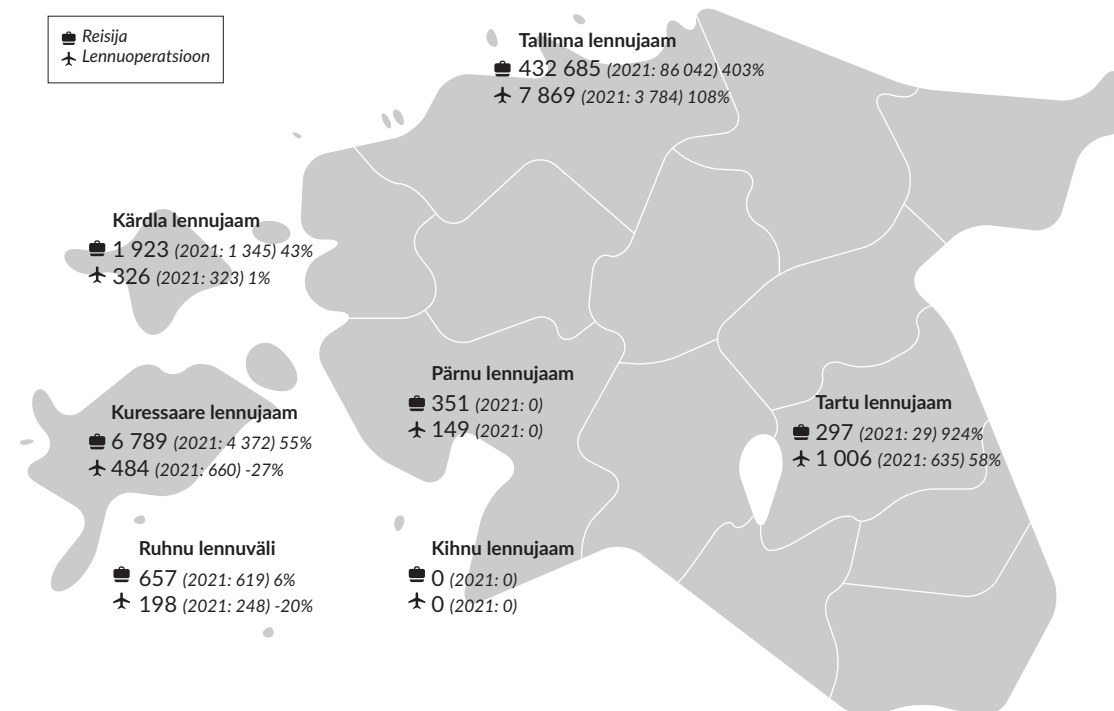 Reisija
Lennuoperatsioon
Tallinna lennujaam
432 685 (2021: 86 042) 403%
7 869 (2021: 3 784) 108%
Kärdla lennujaam
1 923 (2021: 1 345) 43%
326 (2021: 323) 1%
Pärnu lennujaam
351 (2021: 0)
149 (2021: 0)
Tartu lennujaam
297 (2021: 29) 924%
1 006 (2021: 635) 58%
Kuressaare lennujaam
6 789 (2021: 4 372) 55%
484 (2021: 660) -27%
Ruhnu lennuväli
657 (2021: 619) 6%
198 (2021: 248) -20%
Kihnu lennujaam
0 (2021: 0)
0 (2021: 0)